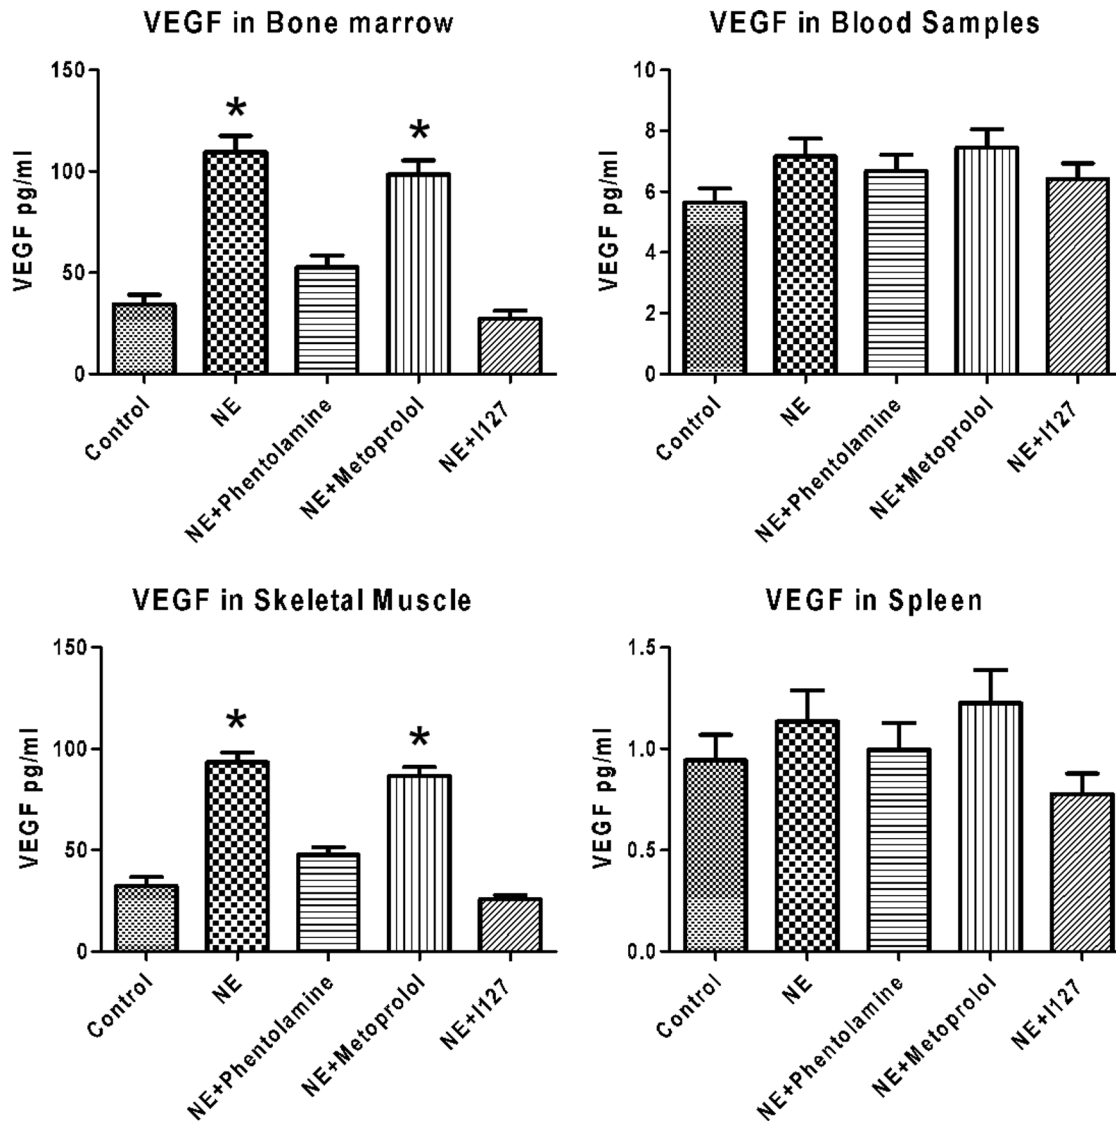 VEGF in Bone marrow
VEGF pg/ml
150
100
50
0
*
*
Control
NE
NE+Phentolamine
NE+Metoprolol
NE+I127
VEGF in Blood Samples
VEGF pg/ml
10
8
6
4
2
0
Control
NE
NE+Phentolamine
NE+Metoprolol
NE+I127
VEGF in Skeletal Muscle
VEGF pg/ml
150
100
50
0
*
*
Control
NE
NE+Phentolamine
NE+Metoprolol
NE+I127
VEGF in Spleen
VEGF pg/ml
1.5
1.0
0.5
0.0
Control
NE
NE+Phentolamine
NE+Metoprolol
NE+I127